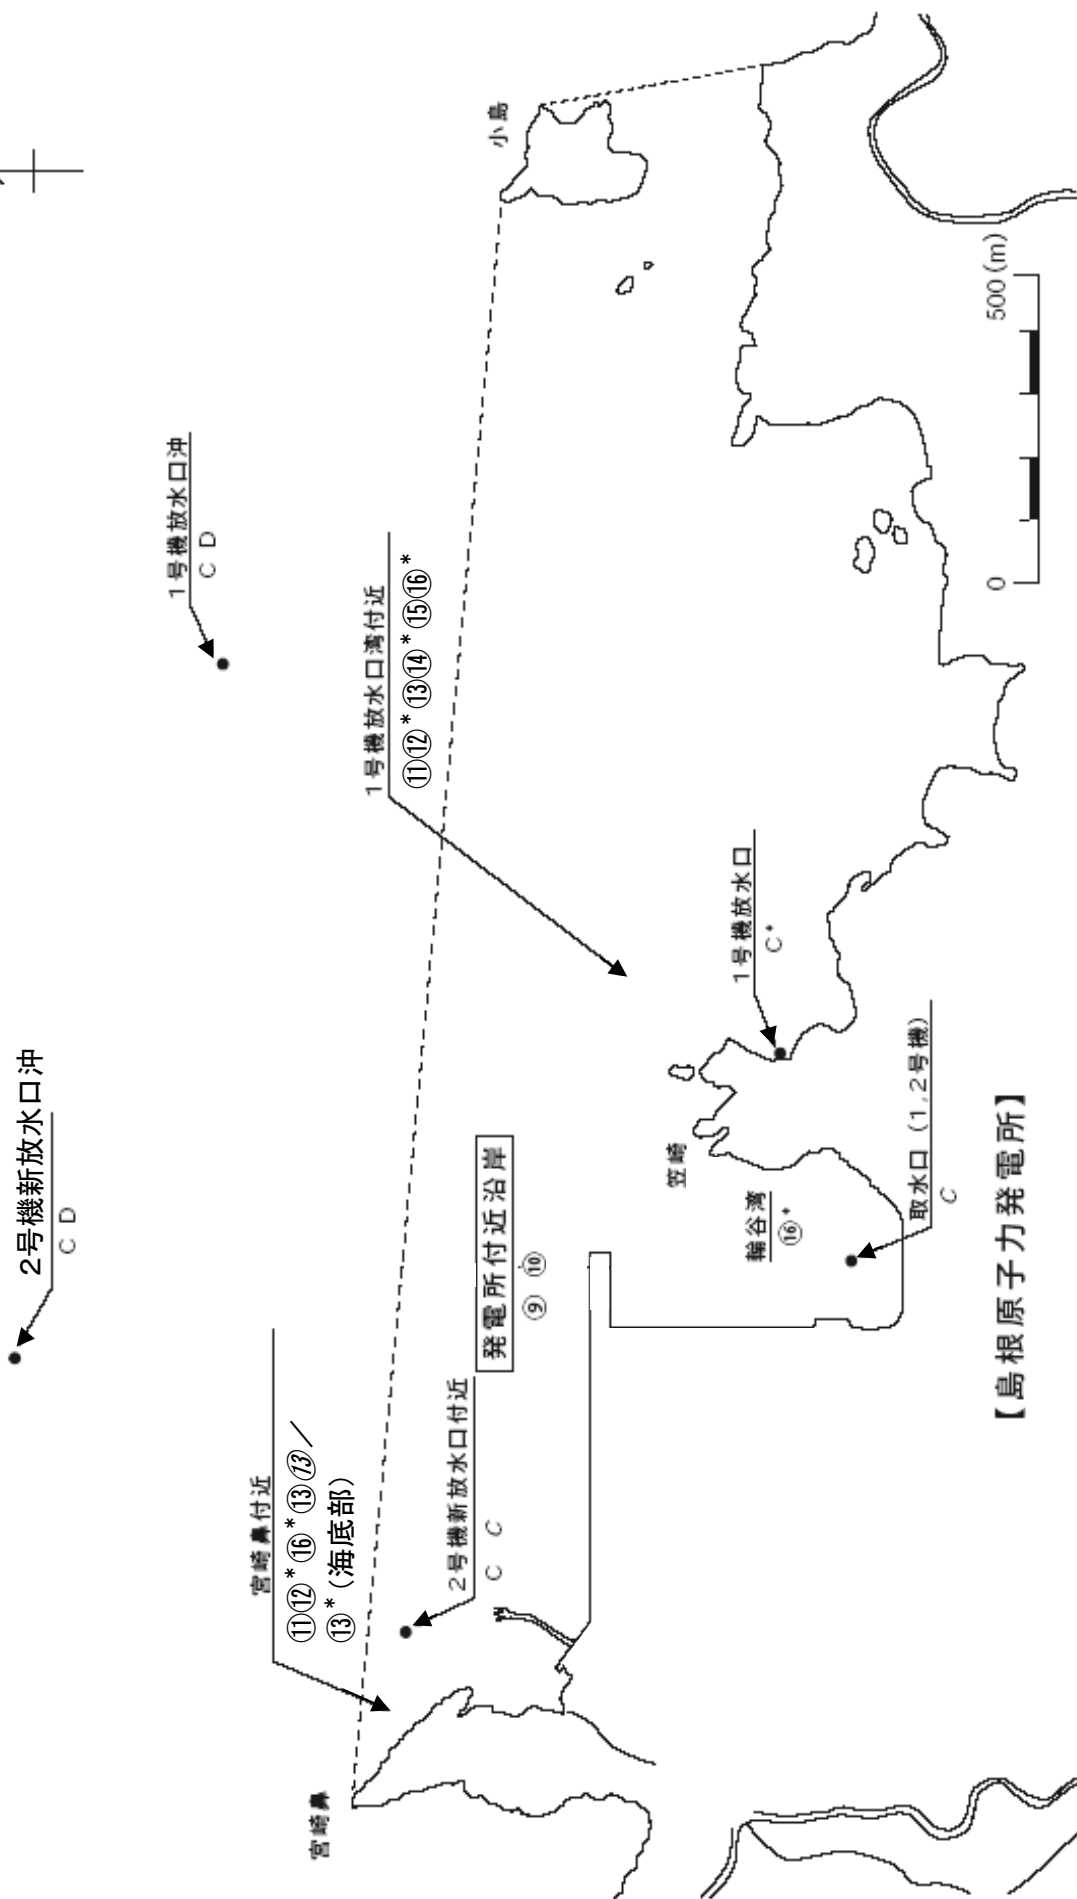 2号機新放水口沖
C D
1号機放水口沖
C D
小島
1号機放水口湾付近
⑪⑫*⑬⑭*⑮⑯*
宮崎鼻付近
⑪⑫*⑯*⑬⑬/
⑬*(海底部)
宮崎鼻
2号機新放水口付近
C C
発電所付近沿岸
⑨ ⑩
笠崎
輪谷湾
⑯*
1号機放水口
C*
取水口(1,2号機)
C
【島根原子力発電所】
0 500(m)